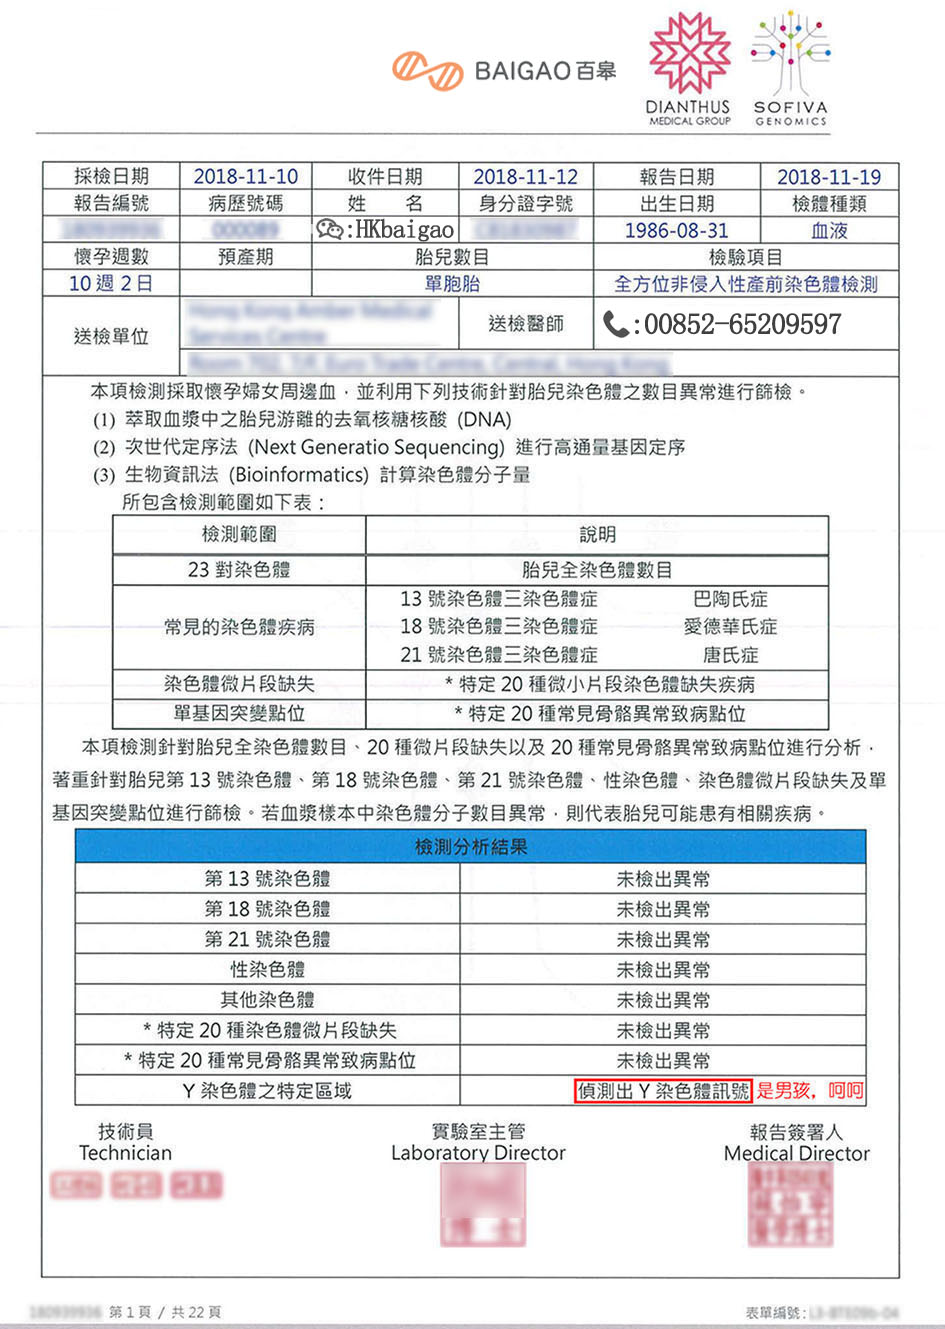 BAIGAO 百皋
DIANTHUS
MEDICAL GROUP
SOFIVA
GENOMICS
採檢日期 2018-11-10 收件日期 2018-11-12 報告日期 2018-11-19
報告編號 病歷號碼 姓 名 身分證字號 出生日期 檢體種類
:HKbaigao 1986-08-31 血液
懷孕週數 預產期 胎兒數目 檢驗項目
10 週 2 日 單胞胎 全方位非侵入性產前染色體檢測
送檢單位 送檢醫師 :00852-65209597
本項檢測採取懷孕婦女周邊血，並利用下列技術針對胎兒染色體之數目異常進行篩檢。
(1) 萃取血漿中之胎兒游離的去氧核糖核酸 (DNA)
(2) 次世代定序法 (Next Generatio Sequencing) 進行高通量基因定序
(3) 生物資訊法 (Bioinformatics) 計算染色體分子量
所包含檢測範圍如下表：
檢測範圍 說明
23 對染色體 胎兒全染色體數目
常見的染色體疾病
13 號染色體三染色體症 巴陶氏症
18 號染色體三染色體症 愛德華氏症
21 號染色體三染色體症 唐氏症
染色體微片段缺失 * 特定 20 種微小片段染色體缺失疾病
單基因突變點位 * 特定 20 種常見骨骼異常致病點位
本項檢測針對胎兒全染色體數目、20 種微片段缺失以及 20 種常見骨骼異常致病點位進行分析，
著重針對胎兒第 13 號染色體、第 18 號染色體、第 21 號染色體、性染色體、染色體微片段缺失及單
基因突變點位進行篩檢。若血漿樣本中染色體分子數目異常，則代表胎兒可能患有相關疾病。
檢測分析結果
第 13 號染色體 未檢出異常
第 18 號染色體 未檢出異常
第 21 號染色體 未檢出異常
性染色體 未檢出異常
其他染色體 未檢出異常
* 特定 20 種染色體微片段缺失 未檢出異常
* 特定 20 種常見骨骼異常致病點位 未檢出異常
Y 染色體之特定區域 偵測出 Y 染色體訊號 是男孩，呵呵
技術員 實驗室主管 報告簽署人
Technician Laboratory Director Medical Director
第 1 頁 / 共 22 頁 表單編號: